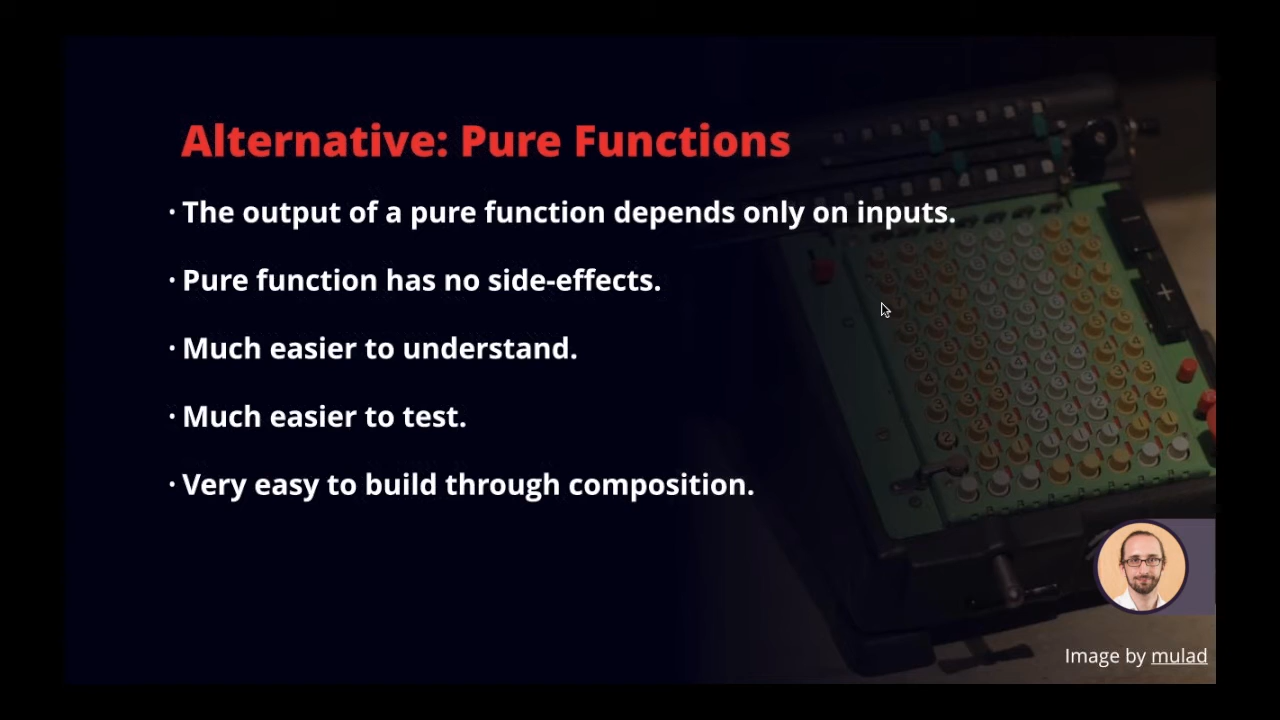 Alternative: Pure Functions
· The output of a pure function depends only on inputs.
· Pure function has no side-effects.
· Much easier to understand.
· Much easier to test.
· Very easy to build through composition.
Image by mulad